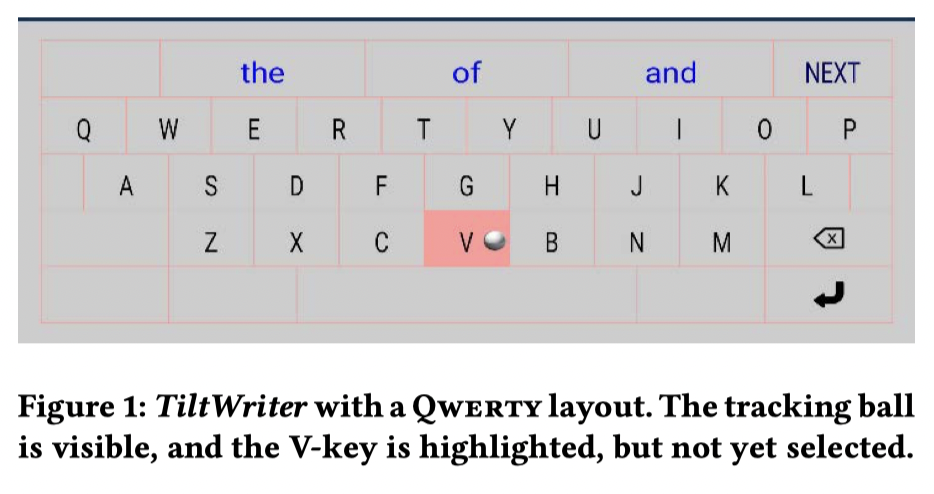 the of and NEXT
Q W E R T Y U I O P
A S D F G H J K L
Z X C V B N M
Figure 1: TiltWriter with a QWERTY layout. The tracking ball
is visible, and the V-key is highlighted, but not yet selected.